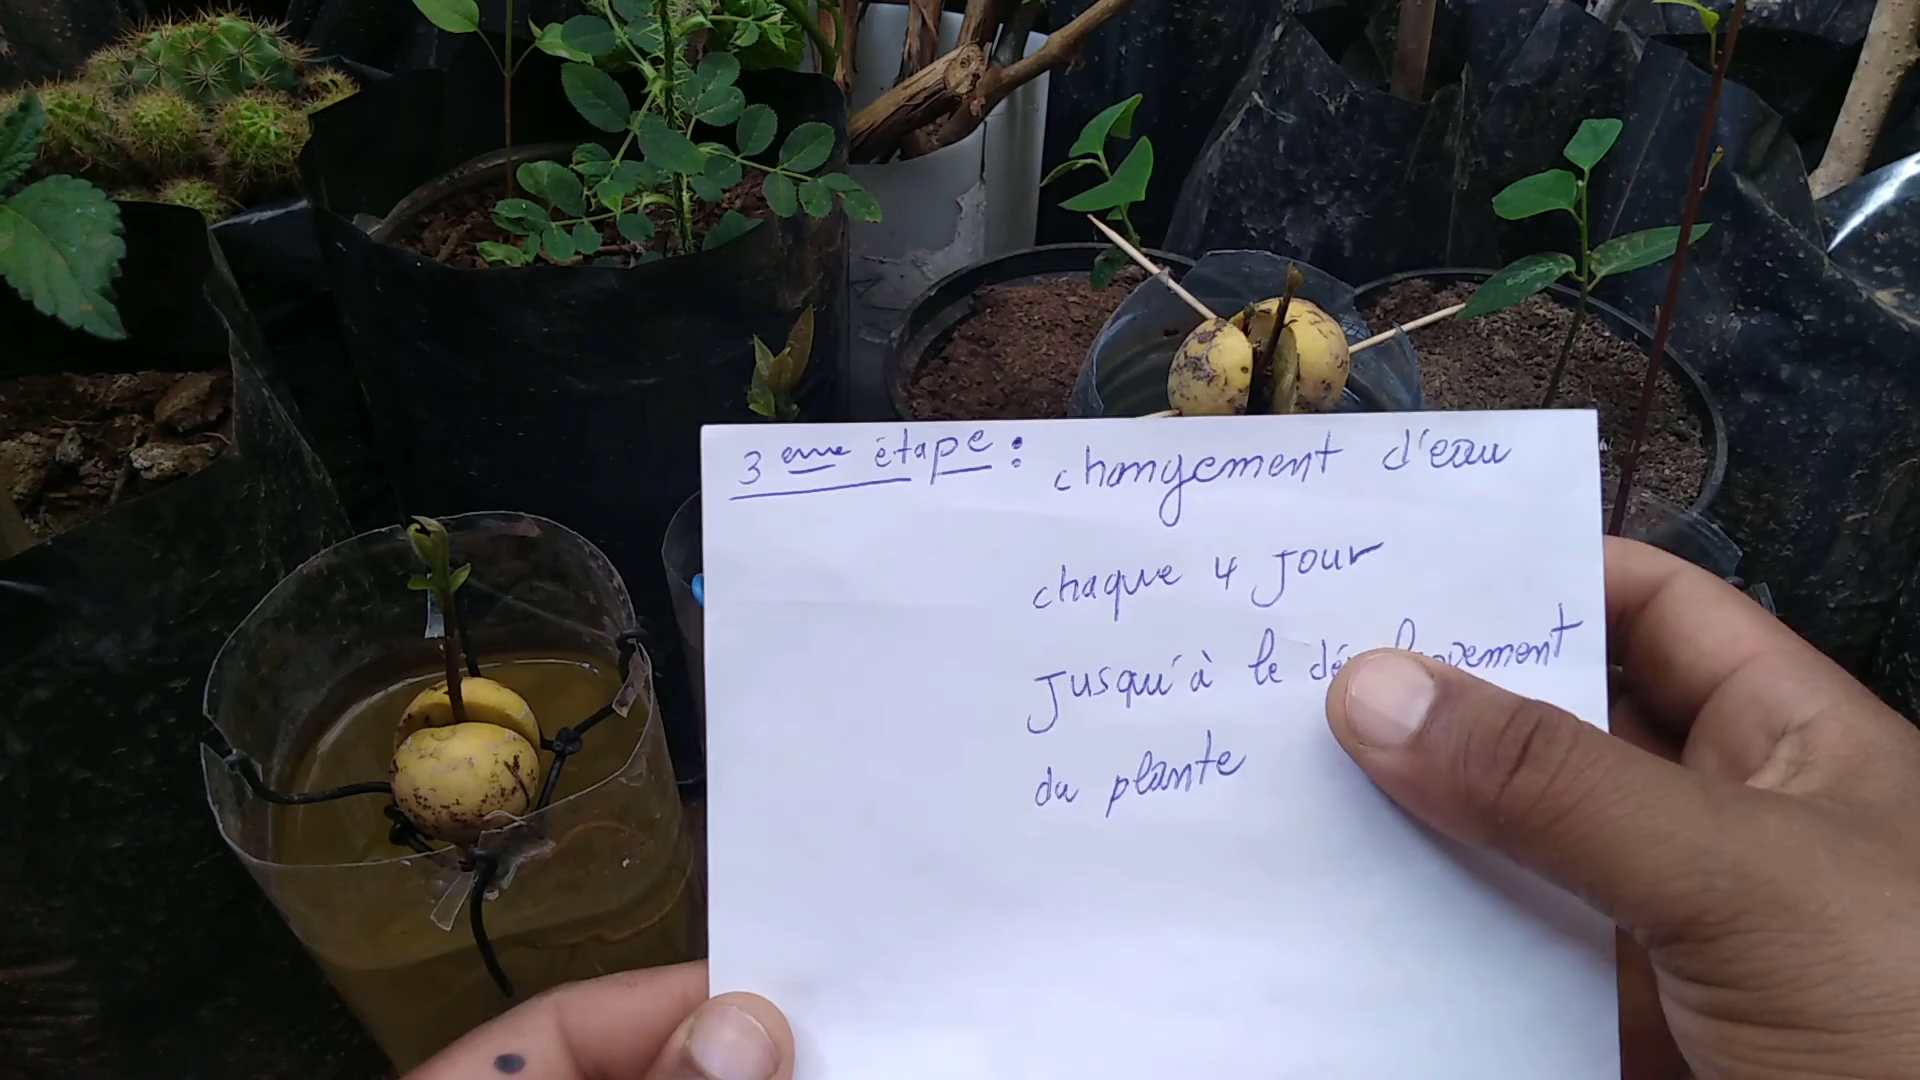 3 eme étape : changement d'eau
chaque 4 jour
Jusqu'à le
du plante